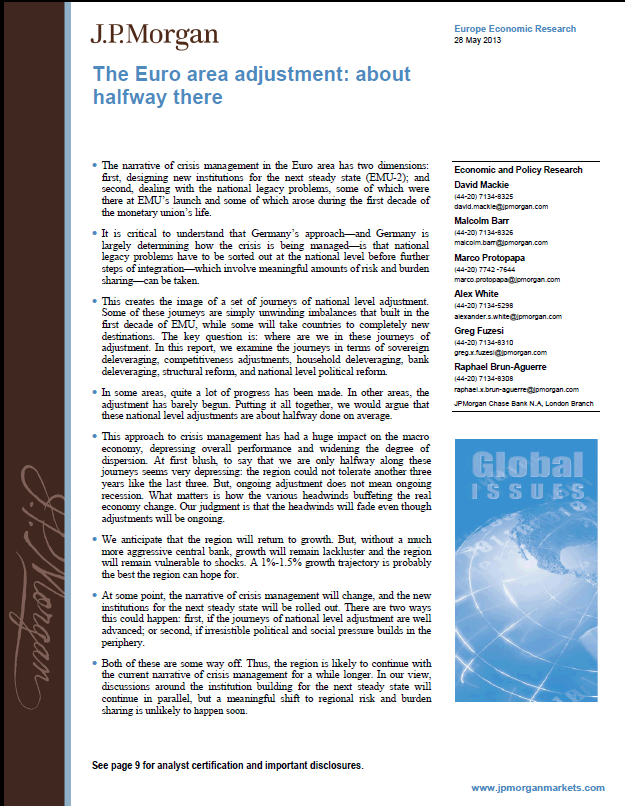 J.P.Morgan
Europe Economic Research
28 May 2013
The Euro area adjustment: about
halfway there
• The narrative of crisis management in the Euro area has two dimensions:
first, designing new institutions for the next steady state (EMU-2); and
second, dealing with the national legacy problems, some of which were
there at EMU's launch and some of which arose during the first decade of
the monetary union's life.
• It is critical to understand that Germany's approach—and Germany is
largely determining how the crisis is being managed—is that national
legacy problems have to be sorted out at the national level before further
steps of integration—which involve meaningful amounts of risk and burden
sharing—can be taken.
• This creates the image of a set of journeys of national level adjustment.
Some of these journeys are simply unwinding imbalances that built in the
first decade of EMU, while some will take countries to completely new
destinations. The key question is: where are we in these journeys of
adjustment. In this report, we examine the journeys in terms of sovereign
deleveraging, competitiveness adjustments, household deleveraging, bank
deleveraging, structural reform, and national level political reform.
• In some areas, quite a lot of progress has been made. In other areas, the
adjustment has barely begun. Putting it all together, we would argue that
these national level adjustments are about halfway done on average.
• This approach to crisis management has had a huge impact on the macro
economy, depressing overall performance and widening the degree of
dispersion. At first blush, to say that we are only halfway along these
journeys seems very depressing: the region could not tolerate another three
years like the last three. But, ongoing adjustment does not mean ongoing
recession. What matters is how the various headwinds buffeting the real
economy change. Our judgment is that the headwinds will fade even though
adjustments will be ongoing.
• We anticipate that the region will return to growth. But, without a much
more aggressive central bank, growth will remain lackluster and the region
will remain vulnerable to shocks. A 1%-1.5% growth trajectory is probably
the best the region can hope for.
• At some point, the narrative of crisis management will change, and the new
institutions for the next steady state will be rolled out. There are two ways
this could happen: first, if the journeys of national level adjustment are well
advanced; or second, if irresistible political and social pressure builds in the
periphery.
• Both of these are some way off. Thus, the region is likely to continue with
the current narrative of crisis management for a while longer. In our view,
discussions around the institution building for the next steady state will
continue in parallel, but a meaningful shift to regional risk and burden
sharing is unlikely to happen soon.
Economic and Policy Research
David Mackie
(44-20) 7134-8325
david.mackie@jpmorgan.com
Malcolm Barr
(44-20) 7134-8326
malcolm.barr@jpmorgan.com
Marco Protopapa
(44-20) 7742 -7644
marco.protopapa@jpmorgan.com
Alex White
(44-20) 7134-5298
alexander.s.white@jpmorgan.com
Greg Fuzesi
(44-20) 7134-8310
greg.x.fuzesi@jpmorgan.com
Raphael Brun-Aguerre
(44-20) 7134-8308
raphael.x.brun-aguerre@jpmorgan.com
JPMorgan Chase Bank N.A, London Branch
Global
ISSUES
J.P.Morgan
See page 9 for analyst certification and important disclosures.
www.jpmorganmarkets.com